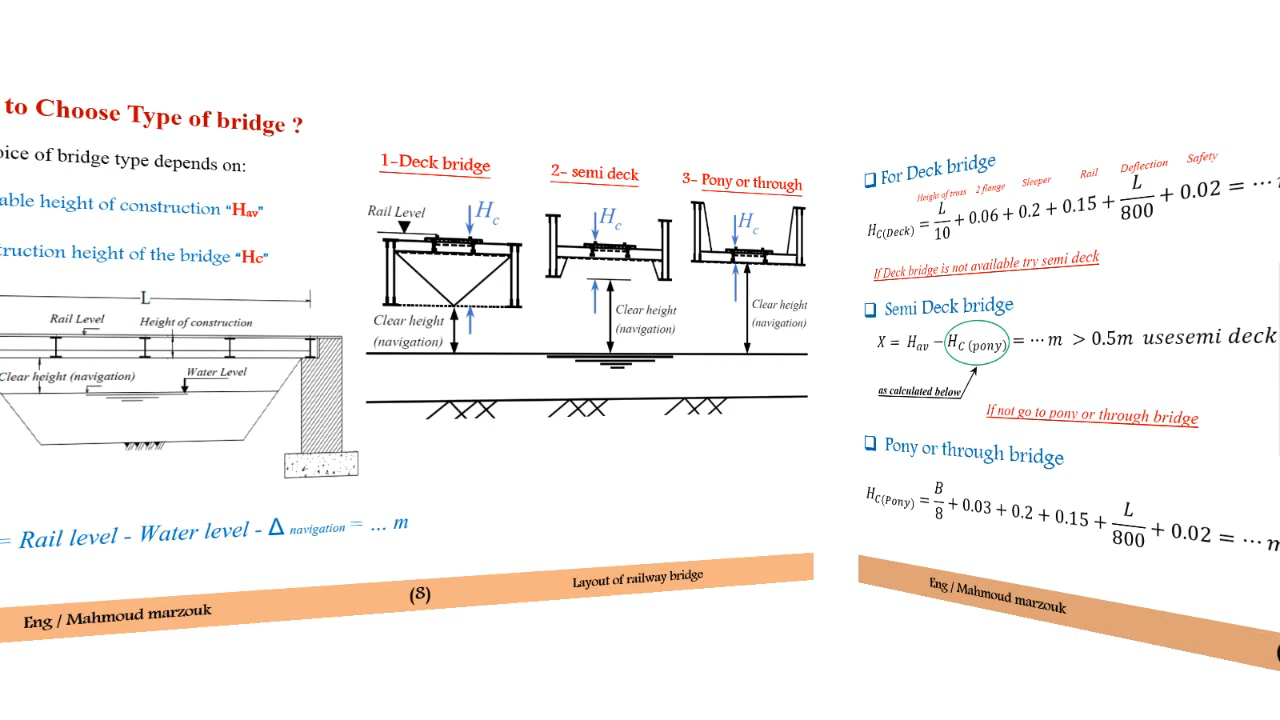 to Choose Type of bridge ?
oice of bridge type depends on:
able height of construction “Hav”
truction height of the bridge “Hc”
L
Rail Level
Height of construction
Clear height (navigation)
Water Level
= Rail level - Water level - Δ navigation = ... m
1-Deck bridge
2- semi deck
3- Pony or through
Rail Level
Hc
Hc
Hc
Clear height
(navigation)
Clear height
(navigation)
Clear height
(navigation)
Eng / Mahmoud marzouk
(8)
Layout of railway bridge
❑ For Deck bridge
Height of truss 2 flange Sleeper Rail Deflection Safety
HC(Deck) = L/10 + 0.06 + 0.2 + 0.15 + L/800 + 0.02 = ⋯
If Deck bridge is not available try semi deck
❑ Semi Deck bridge
X = Hav − HC (pony) = ⋯ m > 0.5m usesemi deck
as calculated below
If not go to pony or through bridge
❑ Pony or through bridge
HC(Pony) = B/8 + 0.03 + 0.2 + 0.15 + L/800 + 0.02 = ⋯ m
Eng / Mahmoud marzouk